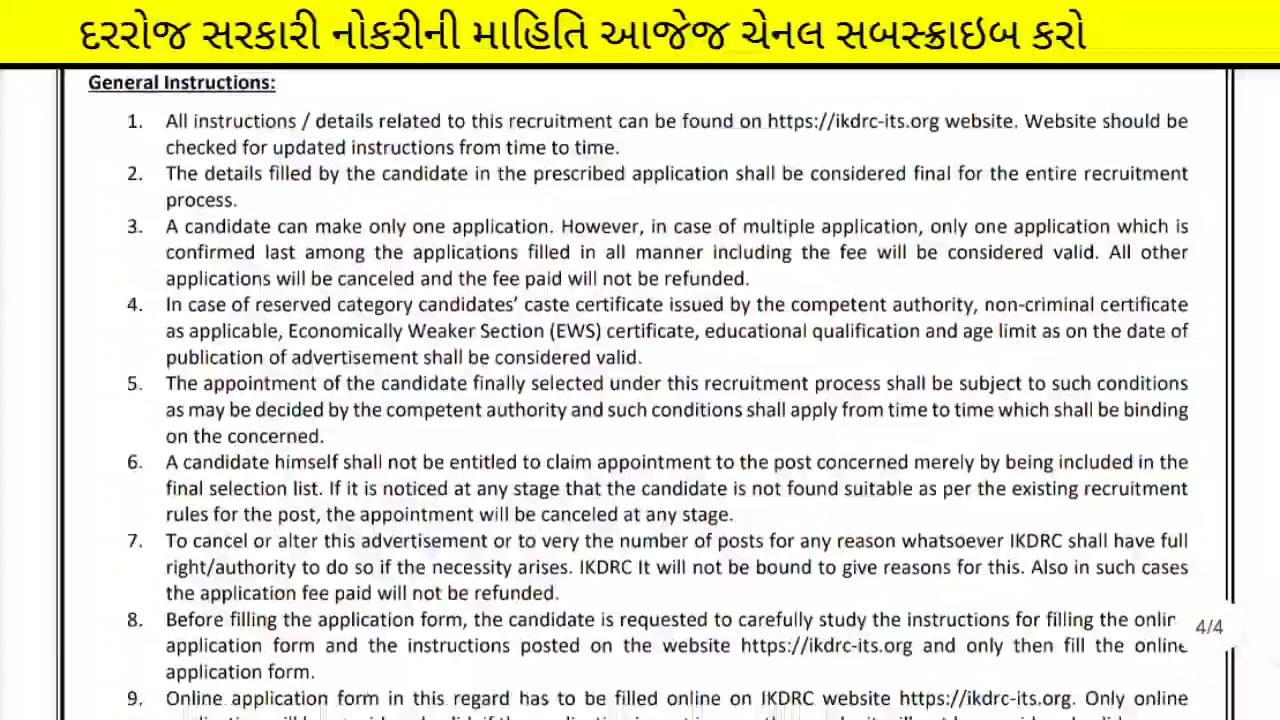 દરરોજ સરકારી નોકરીની માહિતિ આજેજ ચેનલ સબસ્ક્રાઇબ કરો
General Instructions:
1. All instructions / details related to this recruitment can be found on https://ikdrc-its.org website. Website should be
checked for updated instructions from time to time.
2. The details filled by the candidate in the prescribed application shall be considered final for the entire recruitment
process.
3. A candidate can make only one application. However, in case of multiple application, only one application which is
confirmed last among the applications filled in all manner including the fee will be considered valid. All other
applications will be canceled and the fee paid will not be refunded.
4. In case of reserved category candidates’ caste certificate issued by the competent authority, non-criminal certificate
as applicable, Economically Weaker Section (EWS) certificate, educational qualification and age limit as on the date of
publication of advertisement shall be considered valid.
5. The appointment of the candidate finally selected under this recruitment process shall be subject to such conditions
as may be decided by the competent authority and such conditions shall apply from time to time which shall be binding
on the concerned.
6. A candidate himself shall not be entitled to claim appointment to the post concerned merely by being included in the
final selection list. If it is noticed at any stage that the candidate is not found suitable as per the existing recruitment
rules for the post, the appointment will be canceled at any stage.
7. To cancel or alter this advertisement or to very the number of posts for any reason whatsoever IKDRC shall have full
right/authority to do so if the necessity arises. IKDRC It will not be bound to give reasons for this. Also in such cases
the application fee paid will not be refunded.
8. Before filling the application form, the candidate is requested to carefully study the instructions for filling the onlin
4/4
application form and the instructions posted on the website https://ikdrc-its.org and only then fill the online
application form.
9. Online application form in this regard has to be filled online on IKDRC website https://ikdrc-its.org. Only online